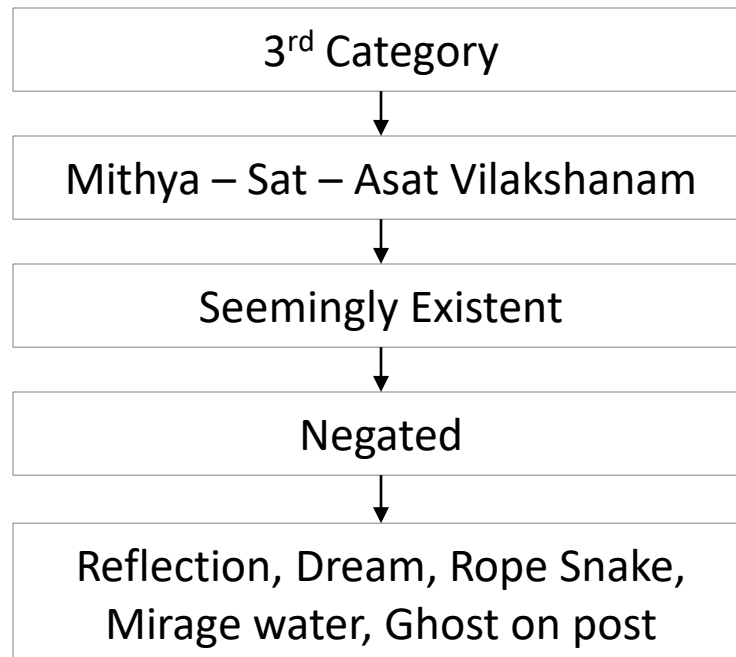 3rd Category
Mithya – Sat – Asat Vilakshanam
Seemingly Existent
Negated
Reflection, Dream, Rope Snake,
Mirage water, Ghost on post